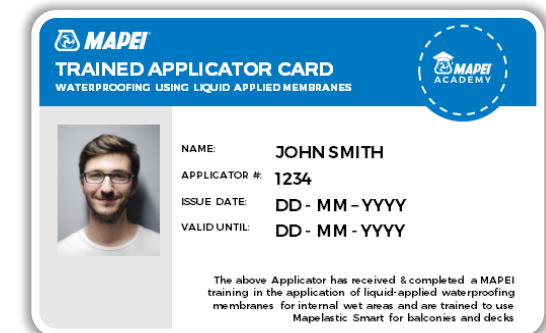 MAPEI
TRAINED APPLICATOR CARD
WATERPROOFING USING LIQUID APPLIED MEMBRANES
MAPEI
ACADEMY
NAME: JOHN SMITH
APPLICATOR #: 1234
ISSUE DATE: DD - MM – YYYY
VALID UNTIL: DD - MM - YYYY
The above Applicator has received & completed a MAPEI
training in the application of liquid-applied waterproofing
membranes for internal wet areas and are trained to use
Mapelastic Smart for balconies and decks